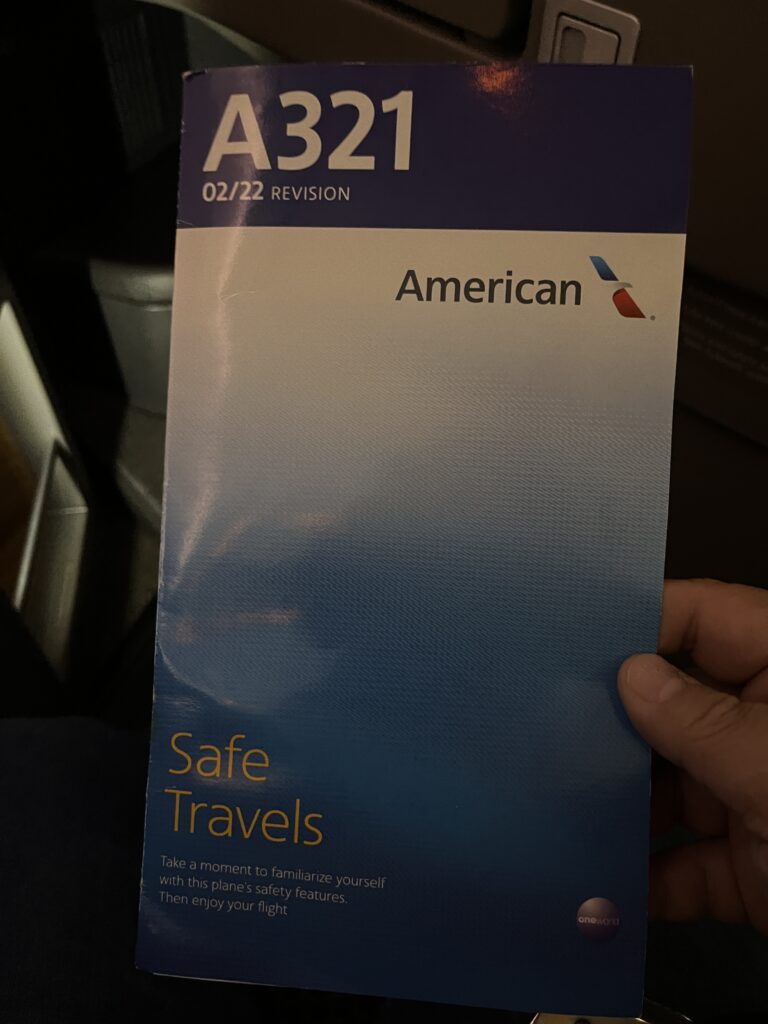 A321
02/22 REVISION
American
Safe
Travels
Take a moment to familiarize yourself
with this plane's safety features.
Then enjoy your flight
oneworld